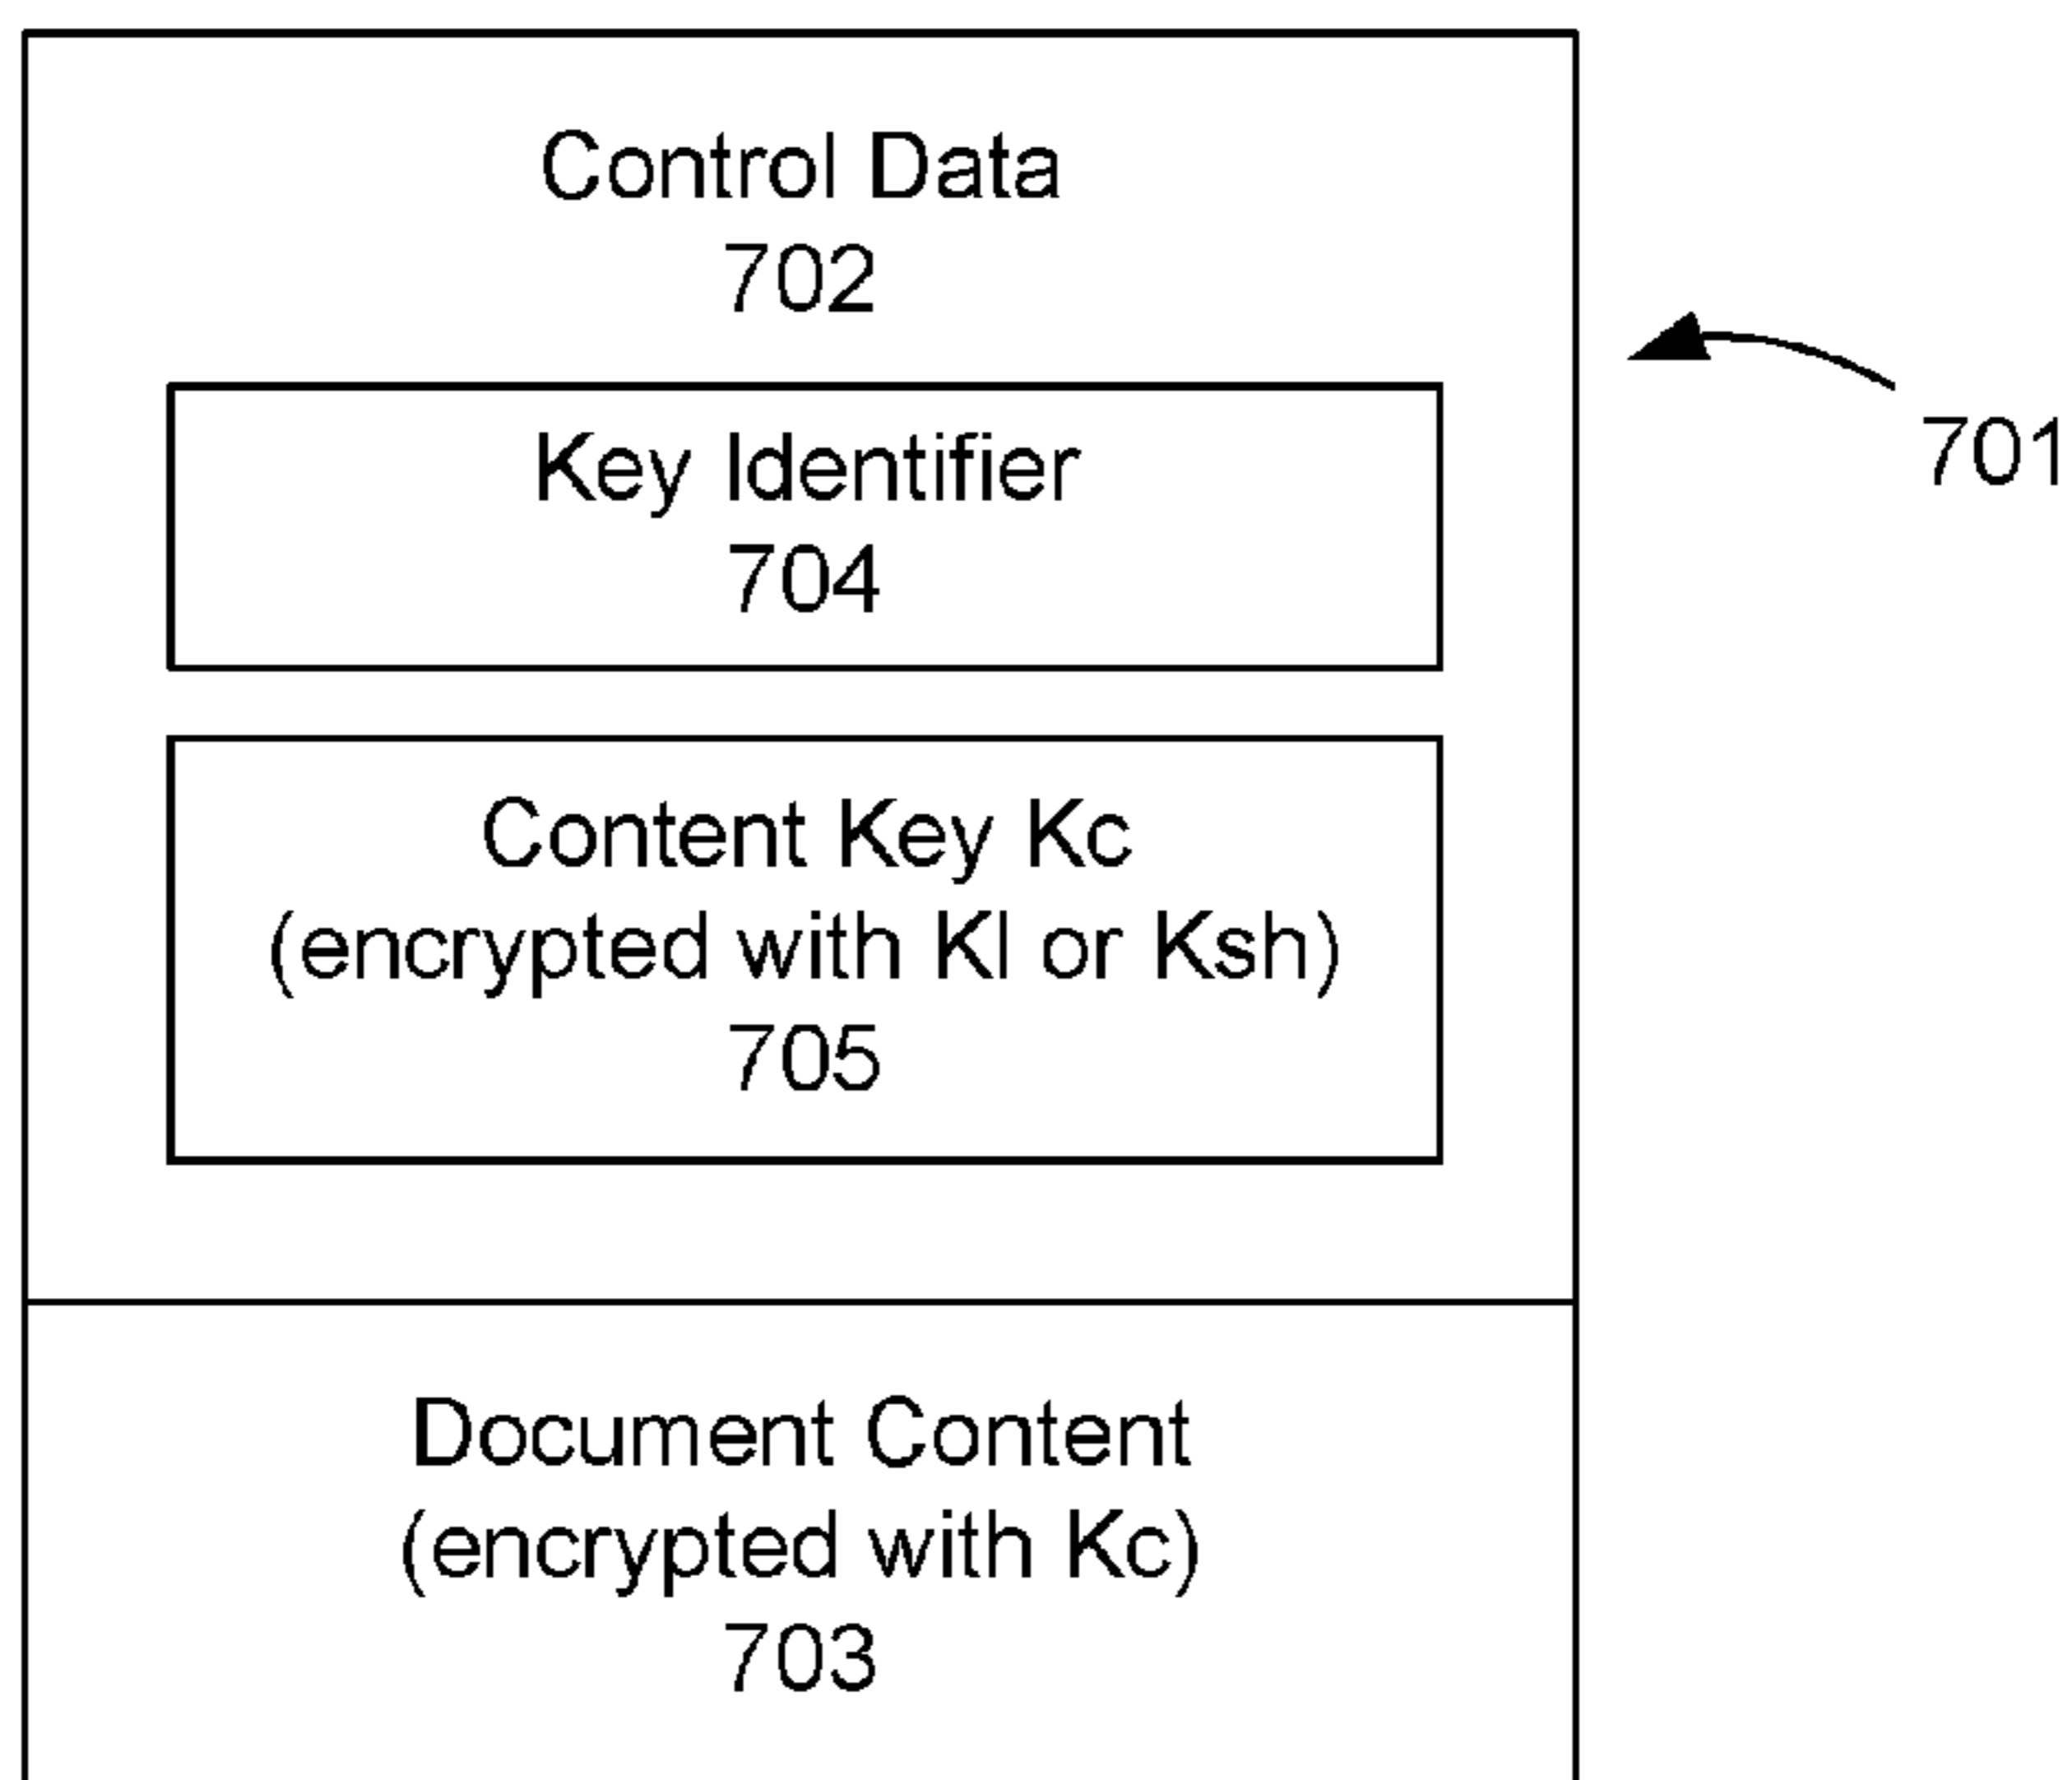 Control Data
702
701
Key Identifier
704
Content Key Kc
(encrypted with Kl or Ksh)
705
Document Content
(encrypted with Kc)
703